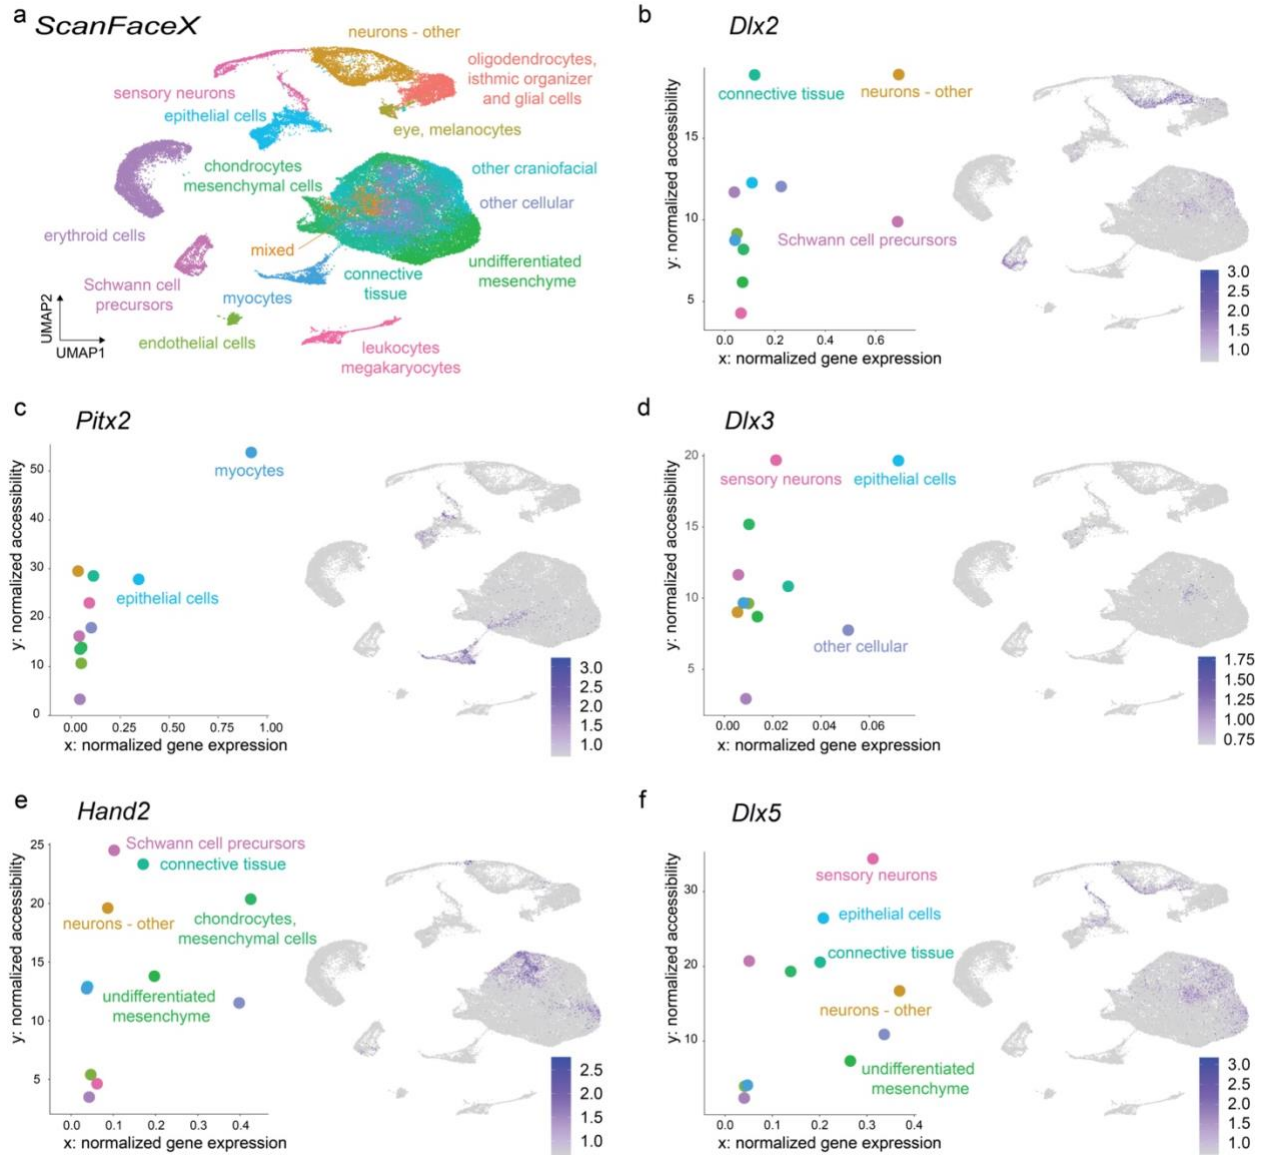 a ScanFaceX
neurons - other
oligodendrocytes,
isthmic organizer
and glial cells
sensory neurons
epithelial cells
eye, melanocytes
chondrocytes
mesenchymal cells
other craniofacial
other cellular
erythroid cells
mixed
undifferentiated
mesenchyme
connective
tissue
Schwann cell
precursors
myocytes
endothelial cells
leukocytes
megakaryocytes
UMAP2
UMAP1
b Dlx2
connective tissue
neurons - other
Schwann cell precursors
y: normalized accessibility
15
10
5
0.0 0.2 0.4 0.6
x: normalized gene expression
3.0
2.5
2.0
1.5
1.0
c Pitx2
myocytes
epithelial cells
y: normalized accessibility
50
40
30
20
10
0
0.00 0.25 0.50 0.75 1.00
x: normalized gene expression
3.0
2.5
2.0
1.5
1.0
d Dlx3
sensory neurons
epithelial cells
other cellular
y: normalized accessibility
20
15
10
5
0.00 0.02 0.04 0.06
x: normalized gene expression
1.75
1.50
1.25
1.00
0.75
e Hand2
Schwann cell precursors
connective tissue
neurons - other
chondrocytes,
mesenchymal cells
undifferentiated
mesenchyme
y: normalized accessibility
25
20
15
10
5
0.0 0.1 0.2 0.3 0.4
x: normalized gene expression
2.5
2.0
1.5
1.0
f Dlx5
sensory neurons
epithelial cells
connective tissue
neurons - other
undifferentiated
mesenchyme
y: normalized accessibility
30
20
10
0.0 0.1 0.2 0.3 0.4
x: normalized gene expression
3.0
2.5
2.0
1.5
1.0